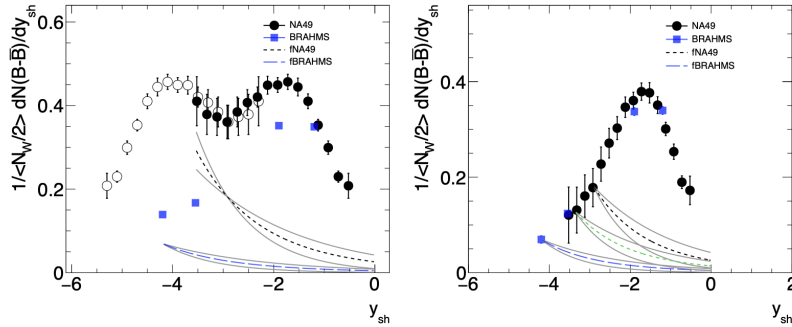 1/<N_W/2> dN(B-B̅)/dy_sh
0.6
0.4
0.2
0
NA49
BRAHMS
fNA49
fBRAHMS
−6 −4 −2 0
y_sh
1/<N_W/2> dN(B-B̅)/dy_sh
0.6
0.4
0.2
0
NA49
BRAHMS
fNA49
fBRAHMS
−4 −2 0 2
y_sh